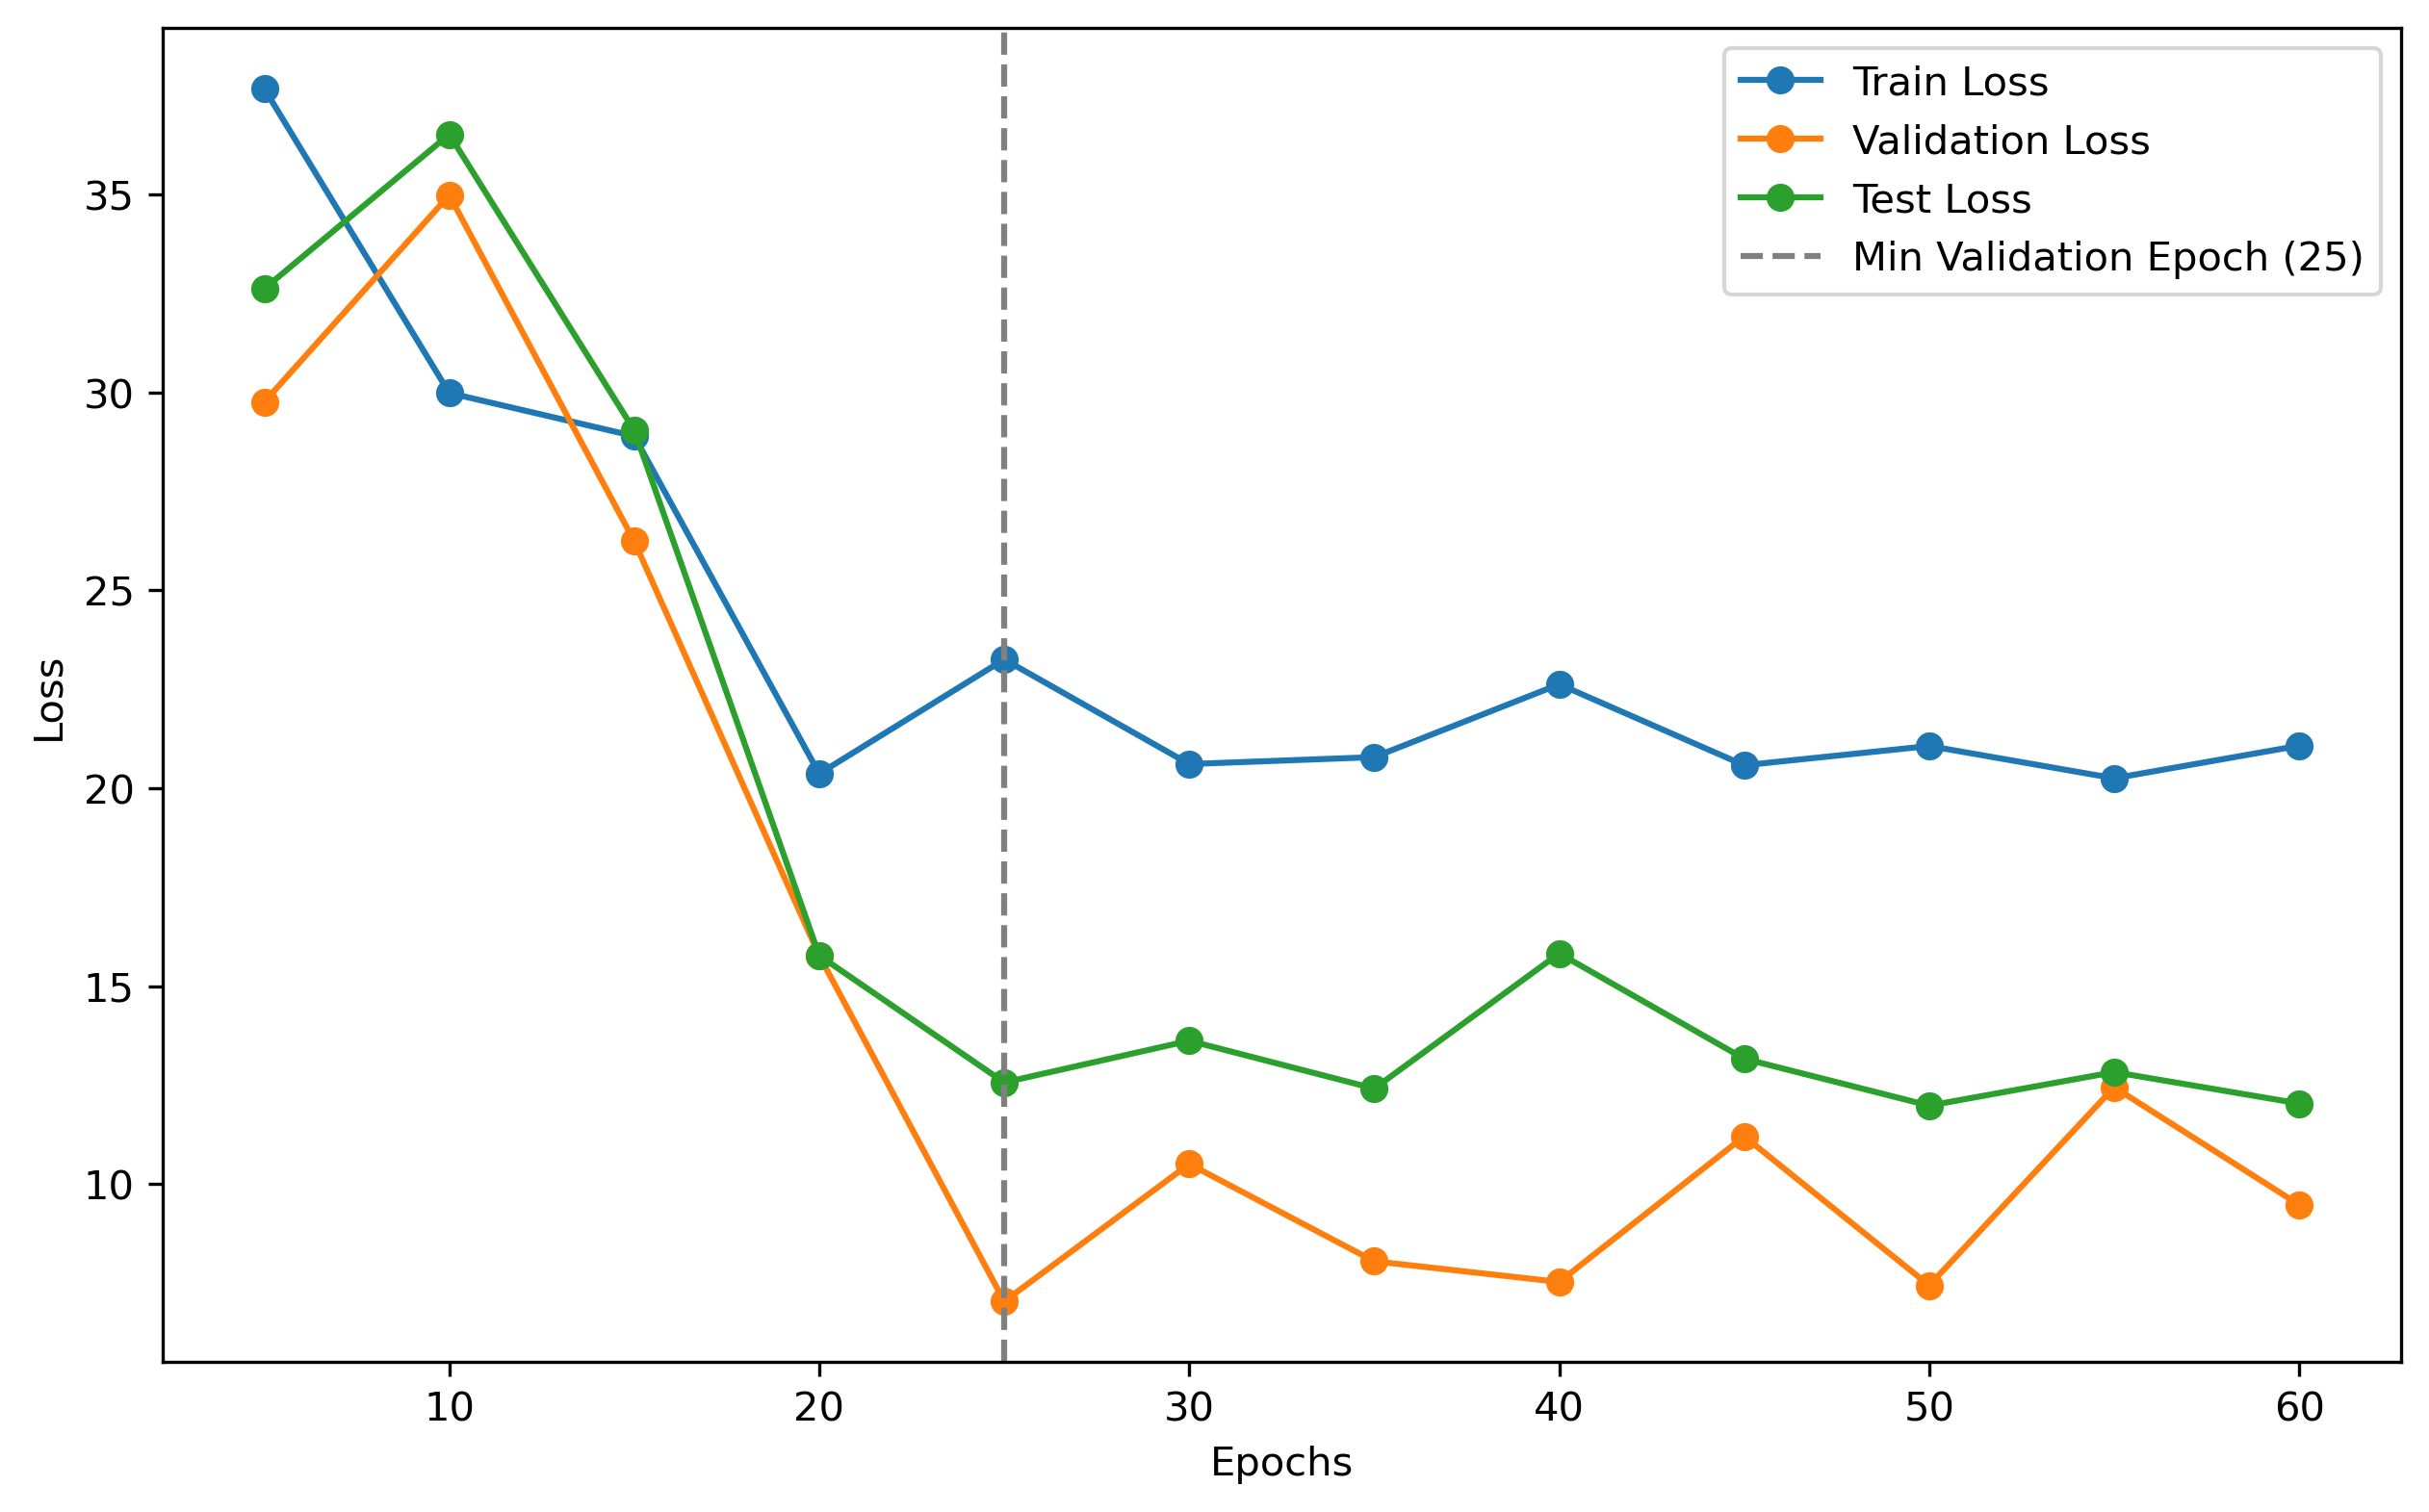 Train Loss
Validation Loss
Test Loss
Min Validation Epoch (25)
35
30
25
20
15
10
Loss
10 20 30 40 50 60
Epochs